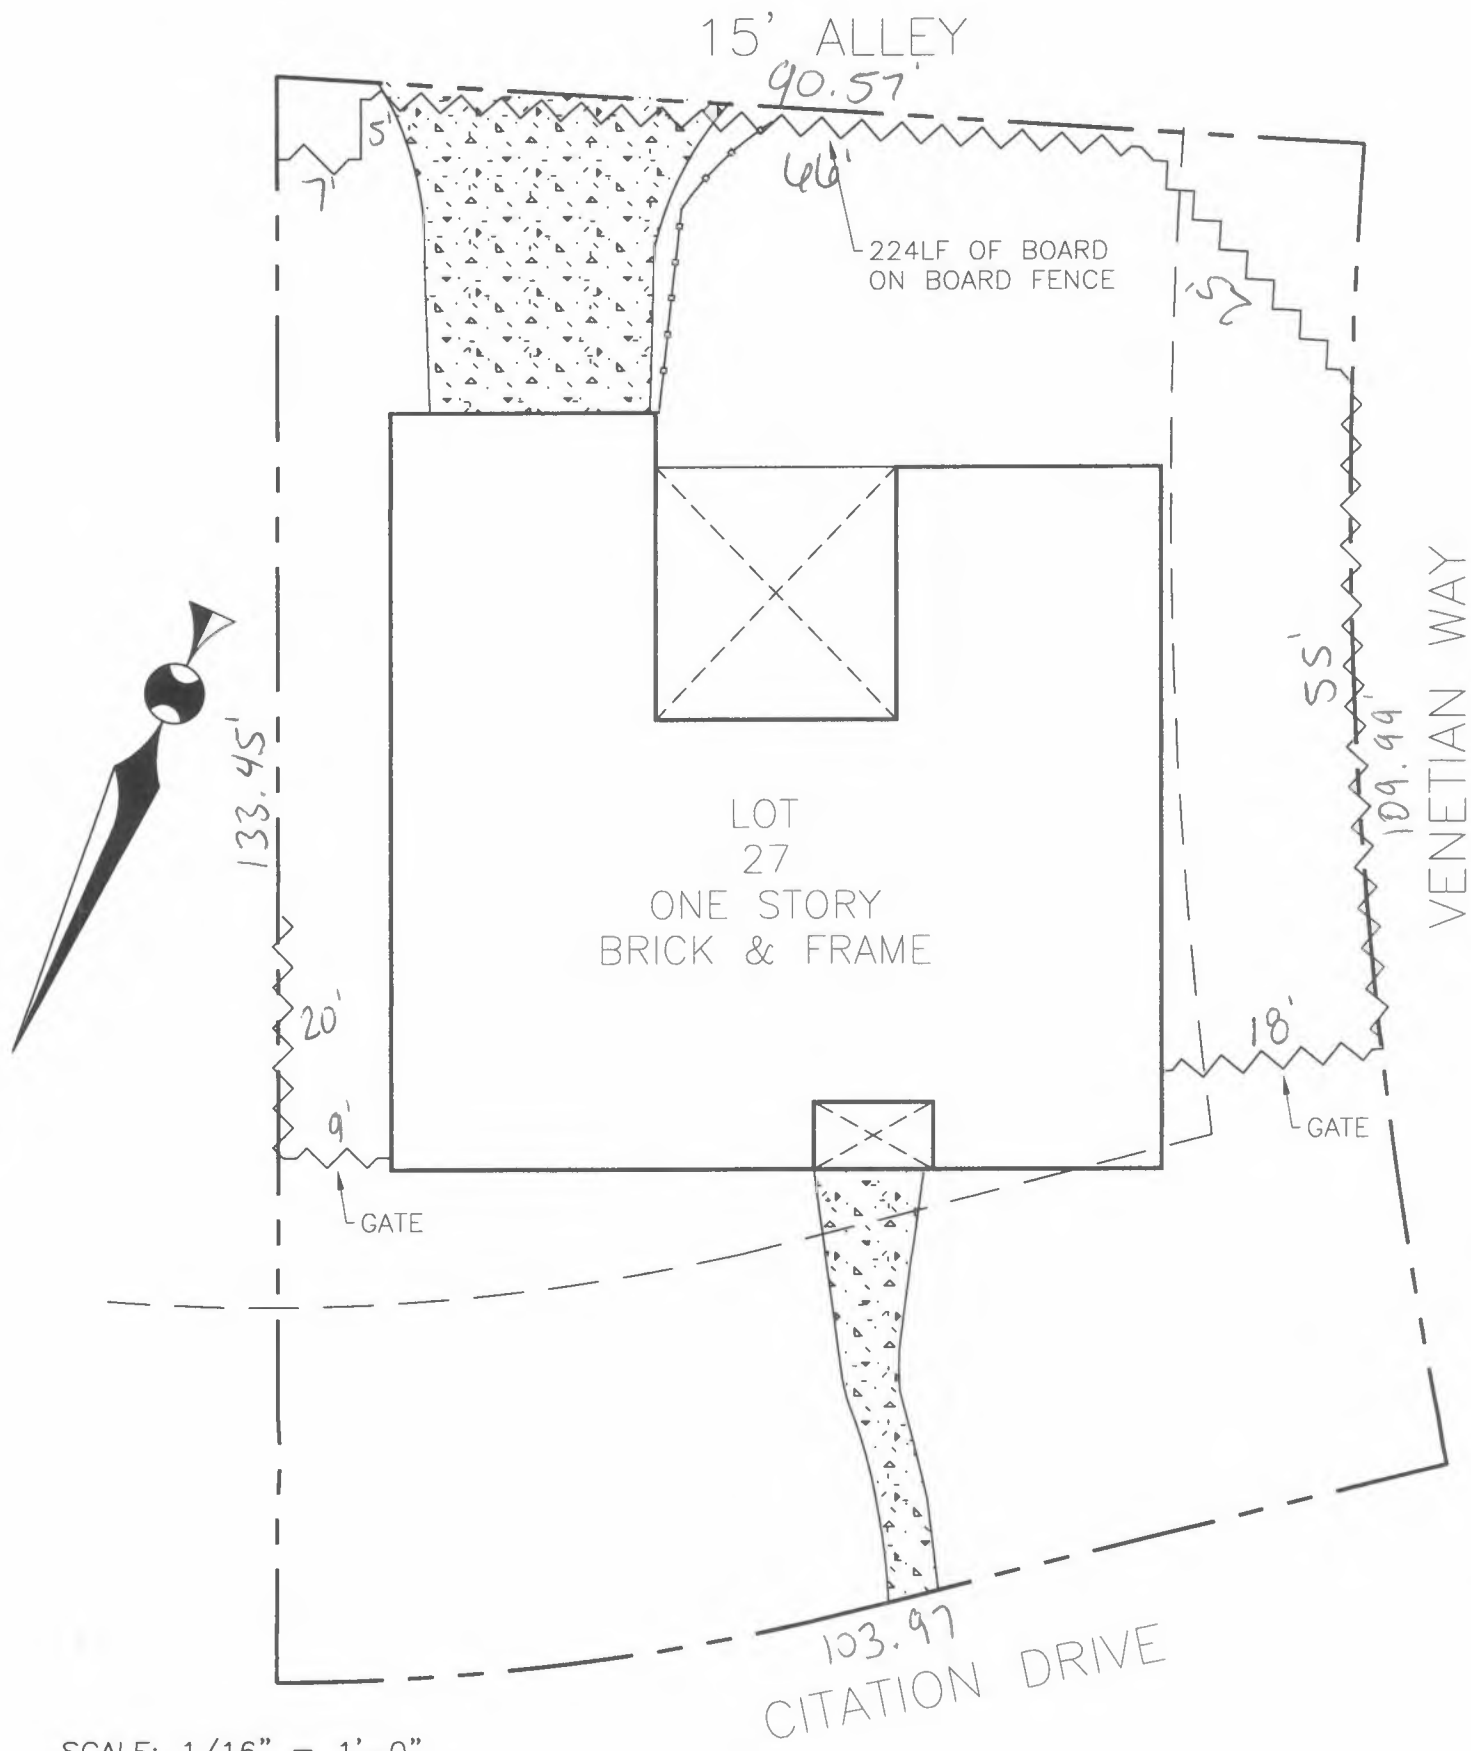 15' ALLEY
90.57'
5'
7'
66'
224LF OF BOARD
ON BOARD FENCE
55'
133.45'
109.99'
VENETIAN WAY
LOT
27
ONE STORY
BRICK & FRAME
20'
18'
9'
GATE
GATE
103.97
CITATION DRIVE
SCALE: 1/16" = 1'-0"